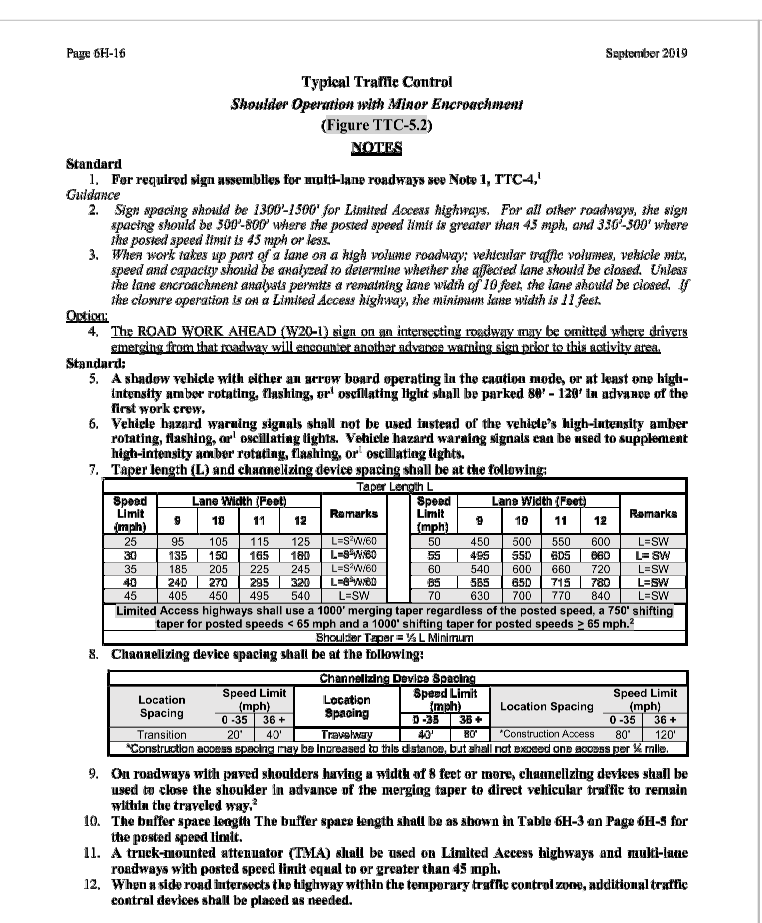 Page 6H-16 September 2019
Typical Traffic Control
Shoulder Operation with Minor Encroachment
(Figure TTC-5.2)
NOTES
Standard
1. For required sign assemblies for multi-lane roadways see Note 1, TTC-4.¹
Guidance
2. Sign spacing should be 1300'-1500' for Limited Access highways. For all other roadways, the sign
spacing should be 500'-800' where the posted speed limit is greater than 45 mph, and 350'-500' where
the posted speed limit is 45 mph or less.
3. When work takes up part of a lane on a high volume roadway; vehicular traffic volumes, vehicle mix,
speed and capacity should be analyzed to determine whether the affected lane should be closed. Unless
the lane encroachment analysis permits a remaining lane width of 10 feet, the lane should be closed. If
the closure operation is on a Limited Access highway, the minimum lane width is 11 feet.
Option:
4. The ROAD WORK AHEAD (W20-1) sign on an intersecting roadway may be omitted where drivers
emerging from that roadway will encounter another advance warning sign prior to this activity area.
Standard:
5. A shadow vehicle with either an arrow board operating in the caution mode, or at least one high-
intensity amber rotating, flashing, or¹ oscillating light shall be parked 80' - 120' in advance of the
first work crew.
6. Vehicle hazard warning signals shall not be used instead of the vehicle's high-intensity amber
rotating, flashing, or¹ oscillating lights. Vehicle hazard warning signals can be used to supplement
high-intensity amber rotating, flashing, or¹ oscillating lights.
7. Taper length (L) and channelizing device spacing shall be at the following:
Taper Length L
Speed Limit (mph) Lane Width (Feet) Remarks Speed Limit (mph) Lane Width (Feet) Remarks
9 10 11 12 9 10 11 12
25 95 105 115 125 L=S²W/60 50 450 500 550 600 L=SW
30 135 150 165 180 L=S²W/60 55 495 550 605 660 L= SW
35 185 205 225 245 L=S²W/60 60 540 600 660 720 L=SW
40 240 270 295 320 L=S²W/60 65 585 650 715 780 L=SW
45 405 450 495 540 L=SW 70 630 700 770 840 L=SW
Limited Access highways shall use a 1000' merging taper regardless of the posted speed, a 750' shifting
taper for posted speeds < 65 mph and a 1000' shifting taper for posted speeds ≥ 65 mph.²
Shoulder Taper = ⅓ L Minimum
8. Channelizing device spacing shall be at the following:
Channelizing Device Spacing
Location Spacing Speed Limit (mph) Location Spacing Speed Limit (mph) Location Spacing Speed Limit (mph)
0 -35 36 + 0 -35 36 + 0 -35 36 +
Transition 20' 40' Travelway 40' 80' *Construction Access 80' 120'
*Construction access spacing may be increased to this distance, but shall not exceed one access per ¼ mile.
9. On roadways with paved shoulders having a width of 8 feet or more, channelizing devices shall be
used to close the shoulder in advance of the merging taper to direct vehicular traffic to remain
within the traveled way.²
10. The buffer space length The buffer space length shall be as shown in Table 6H-3 on Page 6H-5 for
the posted speed limit.
11. A truck-mounted attenuator (TMA) shall be used on Limited Access highways and multi-lane
roadways with posted speed limit equal to or greater than 45 mph.
12. When a side road intersects the highway within the temporary traffic control zone, additional traffic
control devices shall be placed as needed.